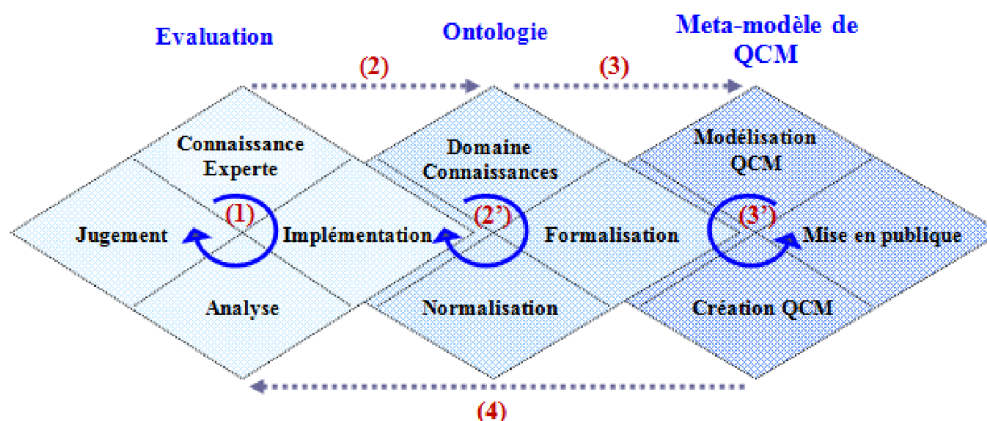 Evaluation
Ontologie
Meta-modèle de
QCM
(2)
(3)
Connaissance
Experte
Domaine
Connaissances
Modélisation
QCM
(1)
(2’)
(3’)
Jugement
Implémentation
Formalisation
Mise en publique
Analyse
Normalisation
Création QCM
(4)